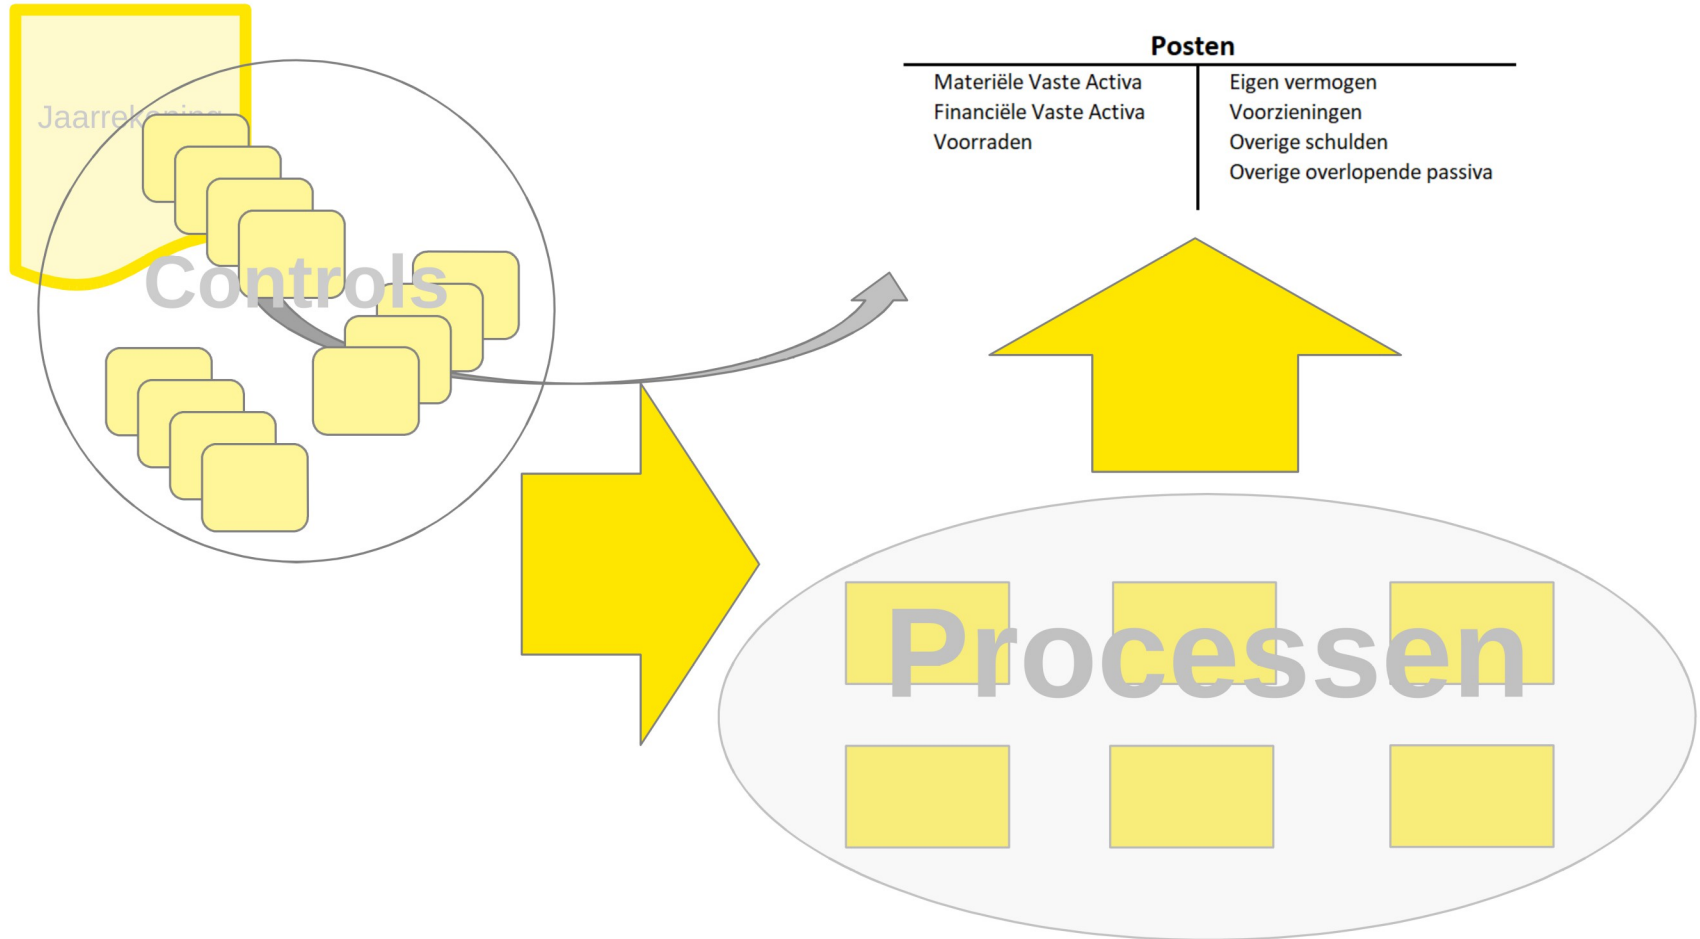 Posten
Materiële Vaste Activa
Financiële Vaste Activa
Voorraden
Eigen vermogen
Voorzieningen
Overige schulden
Overige overlopende passiva
Jaarrekening
Controls
Processen